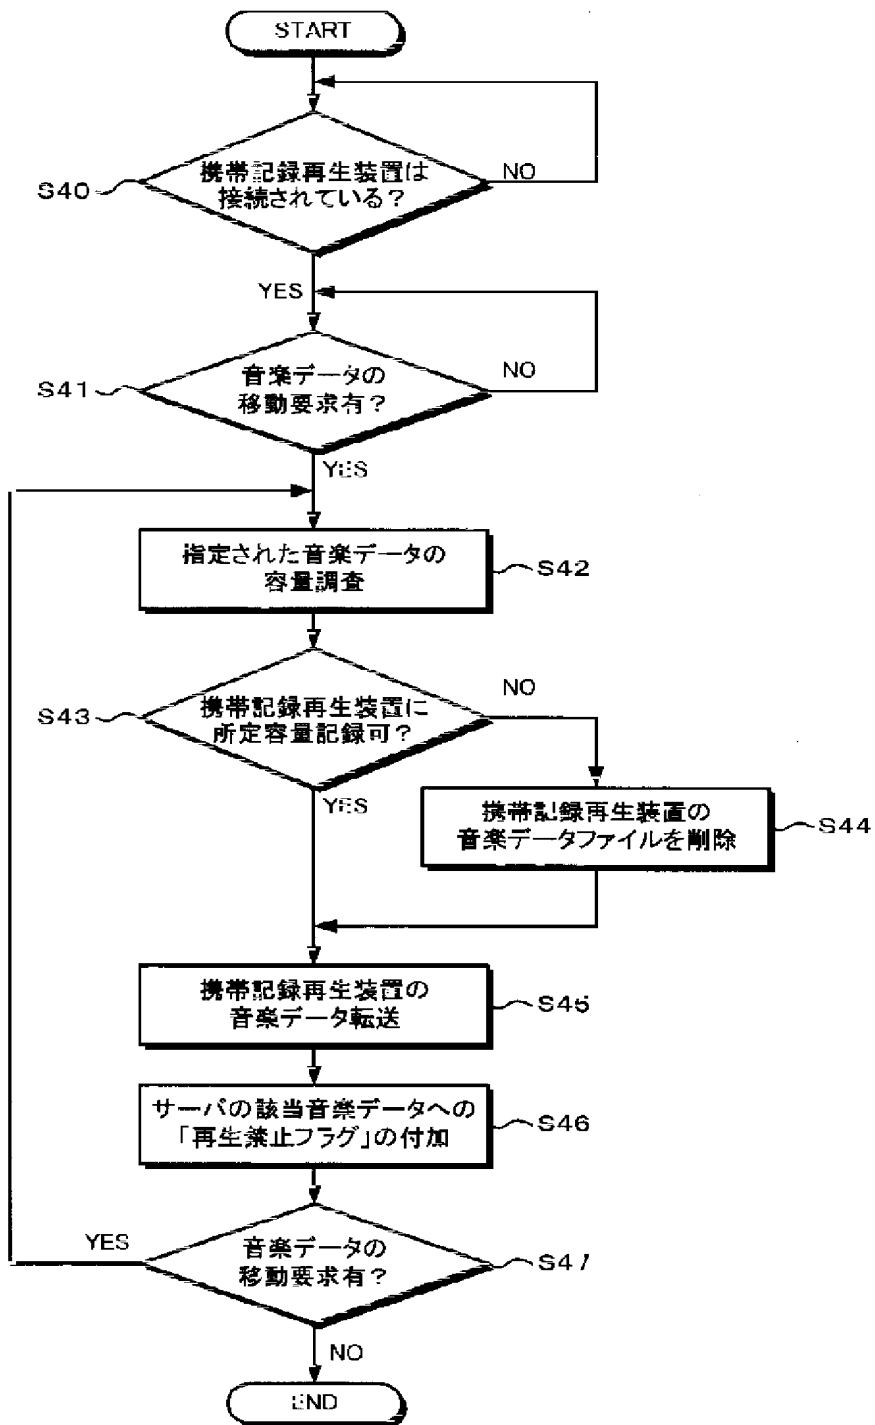 START
S40
携帯記録再生装置は
接続されている？
NO
YES
S41
音楽データの
移動要求有？
NO
YES
指定された音楽データの
容量調査
S42
S43
携帯記録再生装置に
所定容量記録可？
NO
YES
携帯記録再生装置の
音楽データファイルを削除
S44
携帯記録再生装置の
音楽データ転送
S45
サーバの該当音楽データへの
「再生禁止フラグ」の付加
S46
YES
音楽データの
移動要求有？
S47
NO
END